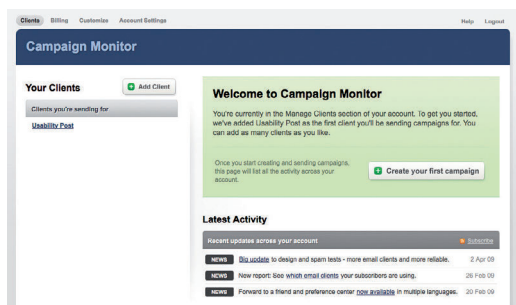 Clients Billing Customize Account Settings
Help Logout
Campaign Monitor
Your Clients
Add Client
Clients you're sending for
Usability Post
Welcome to Campaign Monitor
You're currently in the Manage Clients section of your account. To get you started,
we've added Usability Post as the first client you'll be sending campaigns for. You
can add as many clients as you like.
Once you start creating and sending campaigns,
this page will list all the activity across your
account.
Create your first campaign
Latest Activity
Recent updates across your account
Subscribe
NEWS Big update to design and spam tests - more email clients and more reliable. 2 Apr 09
NEWS New report: See which email clients your subscribers are using. 26 Feb 09
NEWS Forward to a friend and preference center now available in multiple languages. 20 Feb 09